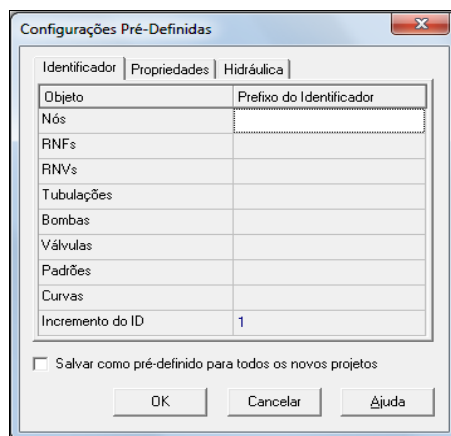 Configurações Pré-Definidas
Identificador Propriedades Hidráulica
Objeto Prefixo do Identificador
Nós
RNFs
RNVs
Tubulações
Bombas
Válvulas
Padrões
Curvas
Incremento do ID 1
Salvar como pré-definido para todos os novos projetos
OK Cancelar Ajuda